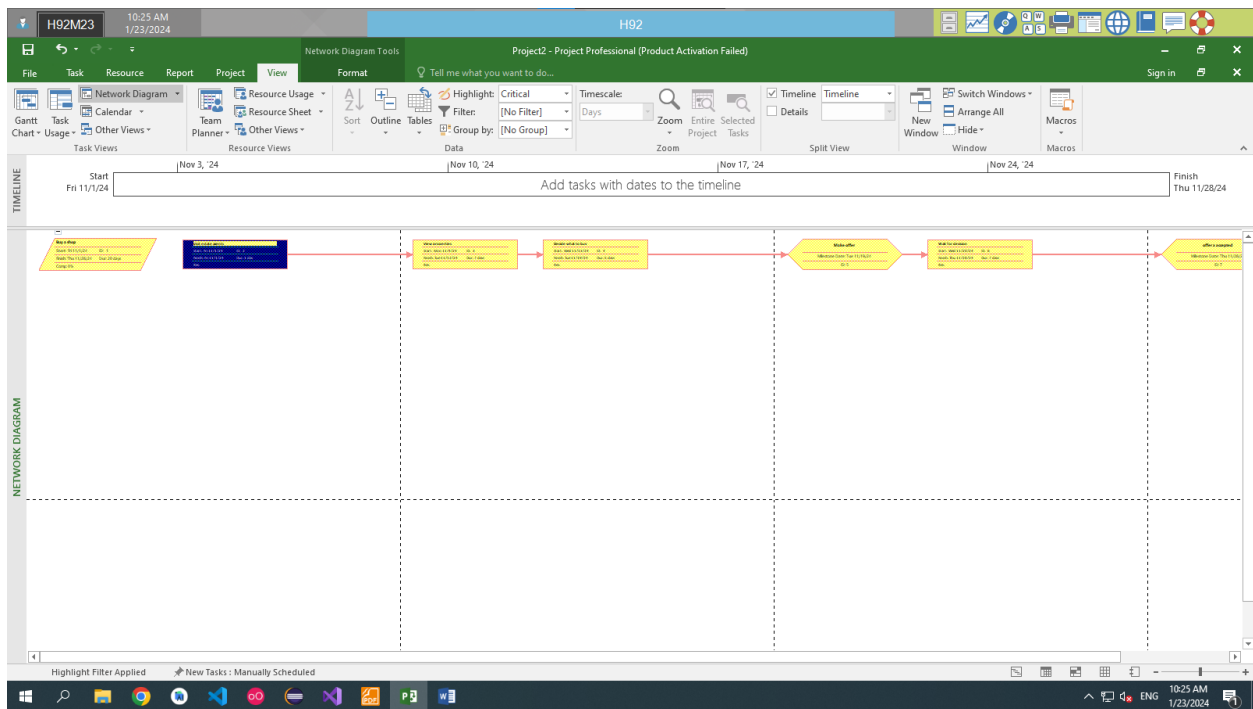 H92M23
10:25 AM
1/23/2024
H92
Network Diagram Tools
Project2 - Project Professional (Product Activation Failed)
File Task Resource Report Project View Format Tell me what you want to do... Sign in
Gantt Chart
Task Usage
Network Diagram
Calendar
Other Views
Task Views
Team Planner
Resource Usage
Resource Sheet
Other Views
Resource Views
Sort
Outline
Tables
Highlight: Critical
Filter: [No Filter]
Group by: [No Group]
Data
Timescale:
Days
Zoom
Entire Project
Selected Tasks
Zoom
Timeline Timeline
Details
Split View
New Window
Switch Windows
Arrange All
Hide
Window
Macros
Macros
TIMELINE
Nov 3, '24 Nov 10, '24 Nov 17, '24 Nov 24, '24
Start
Fri 11/1/24
Add tasks with dates to the timeline
Finish
Thu 11/28/24
NETWORK DIAGRAM
Buy a shop
Make offer
offer is accepted
Highlight Filter Applied New Tasks : Manually Scheduled
ENG
10:25 AM
1/23/2024